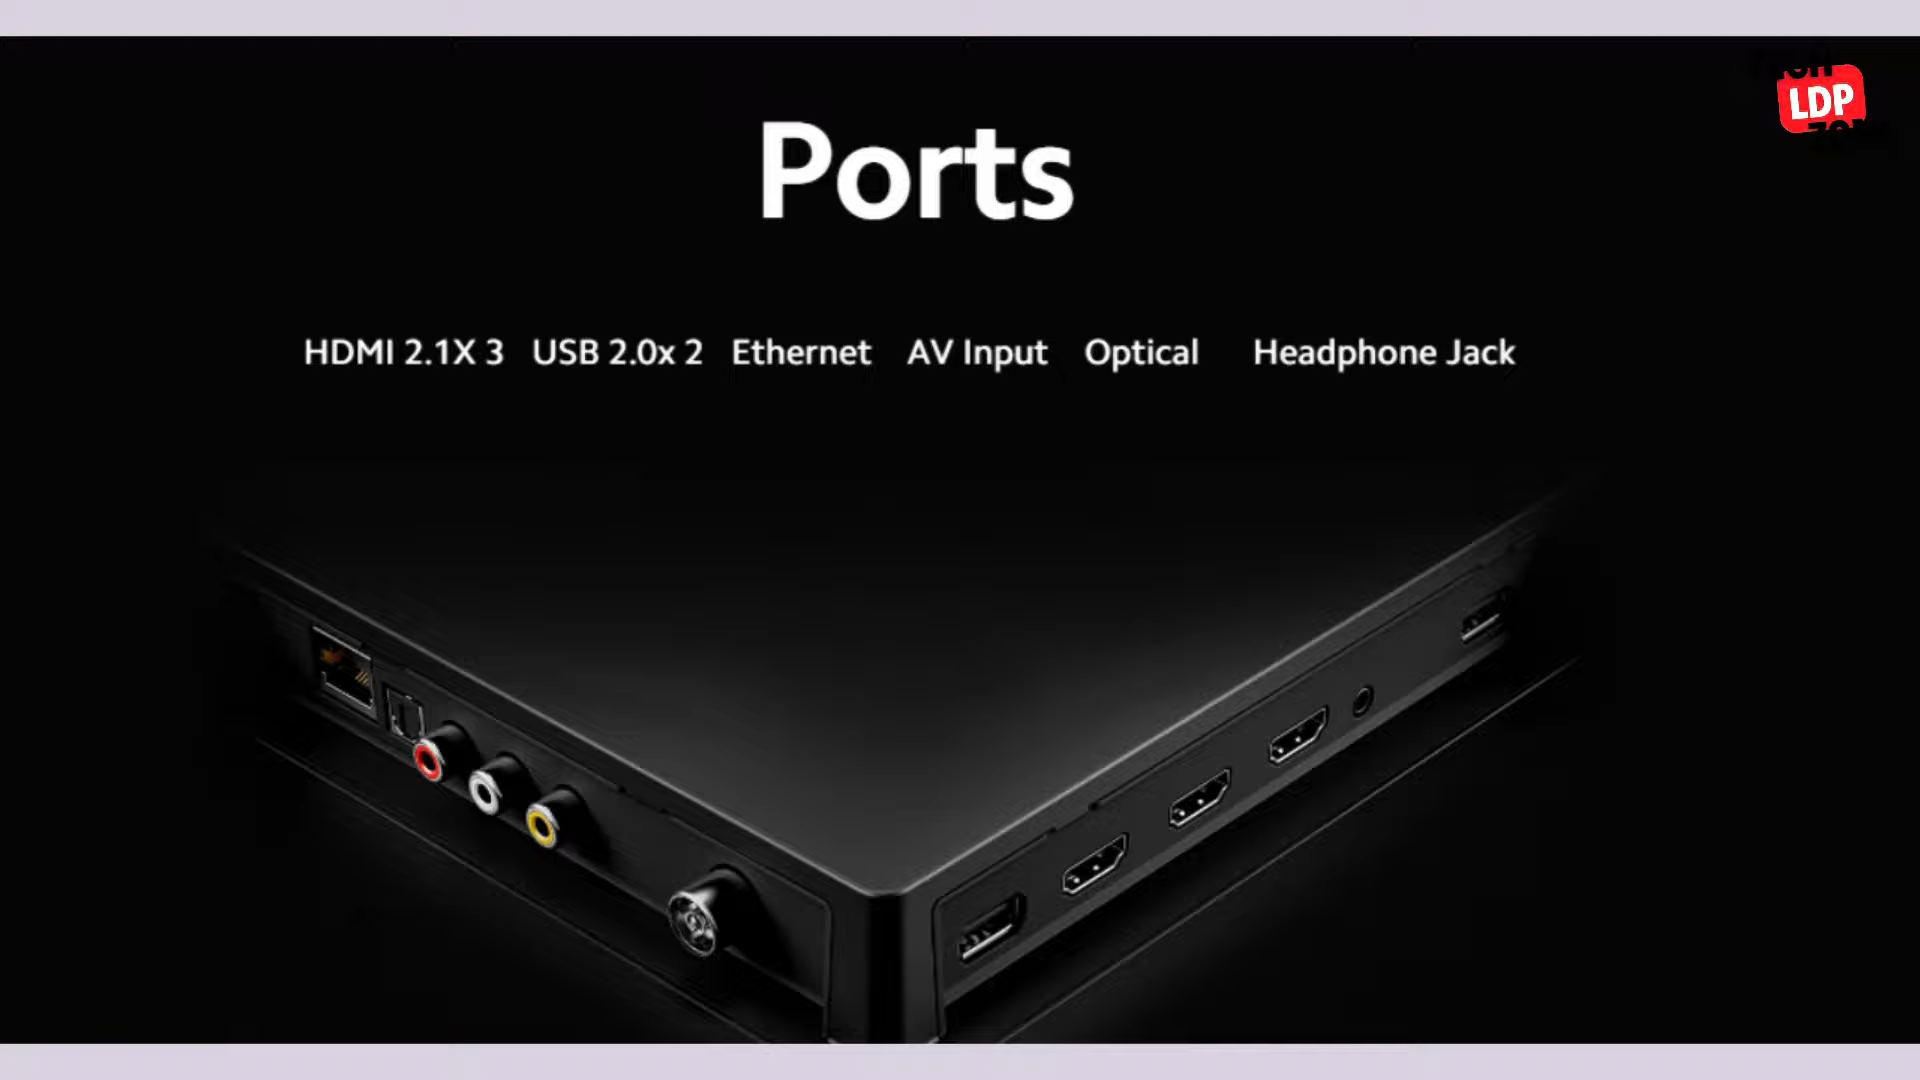 Ports
LDP
HDMI 2.1X 3 USB 2.0x 2 Ethernet AV Input Optical Headphone Jack